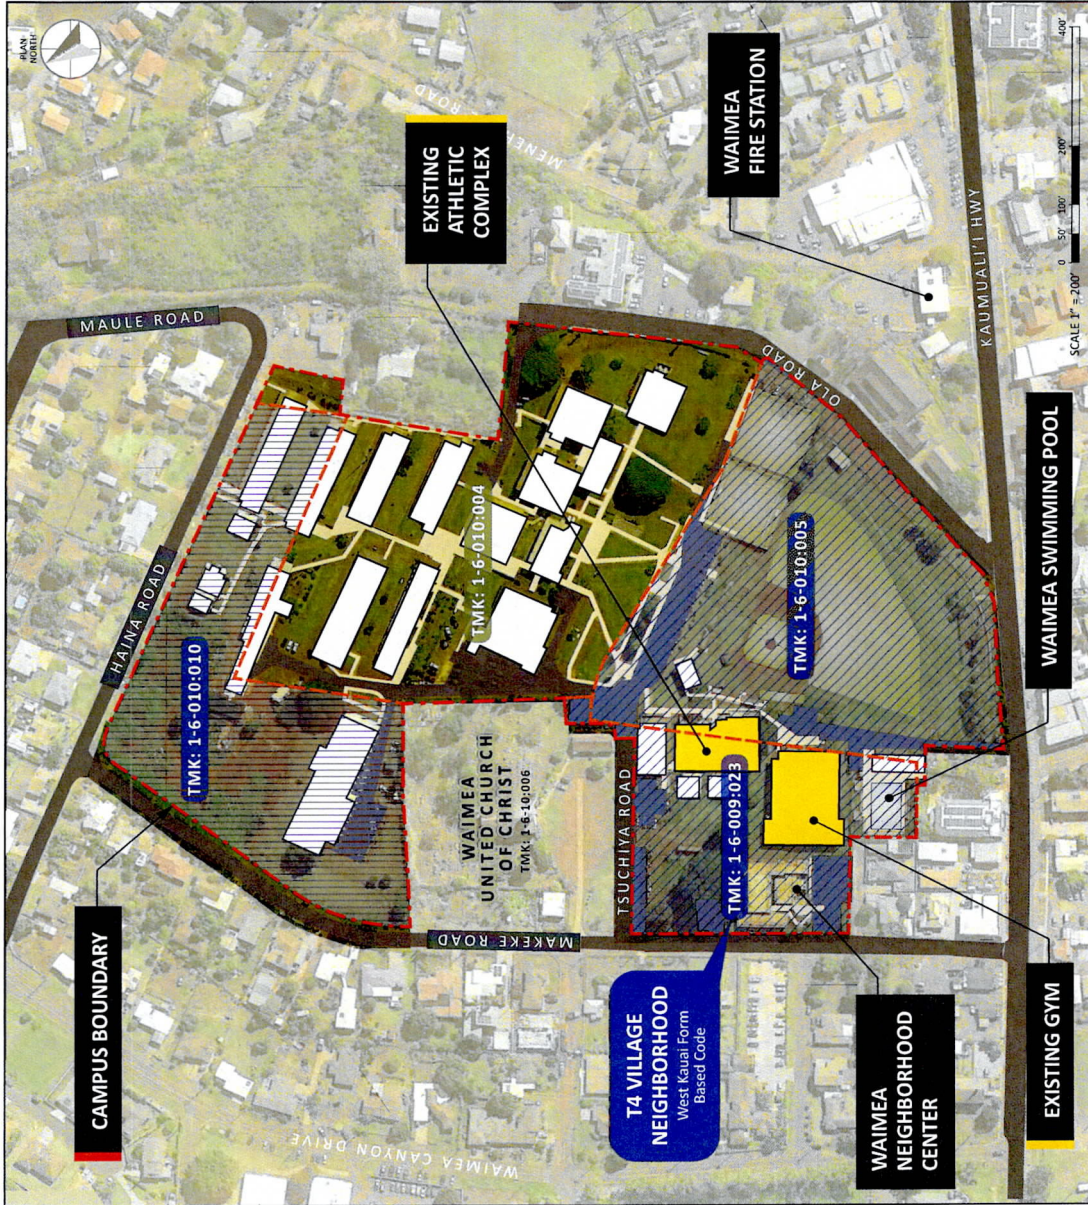 PLAN
NORTH
MENEH
ROAD
EXISTING
ATHLETIC
COMPLEX
WAIMEA
FIRE STATION
MAULE ROAD
HAINA ROAD
OLA ROAD
KAUMUALI'I HWY
0 50' 100' 200' 400'
SCALE 1" = 200'
TMK: 1-6-010:010
TMK: 1-6-010:004
TMK: 1-6-010:005
WAIMEA SWIMMING POOL
WAIMEA
UNITED CHURCH
OF CHRIST
TMK: 1-6-10:006
TSUCHIYA ROAD
TMK: 1-6-009:023
MAKEKE ROAD
CAMPUS BOUNDARY
T4 VILLAGE
NEIGHBORHOOD
West Kauai Form
Based Code
WAIMEA
NEIGHBORHOOD
CENTER
EXISTING GYM
WAIMEA CANYON DRIVE